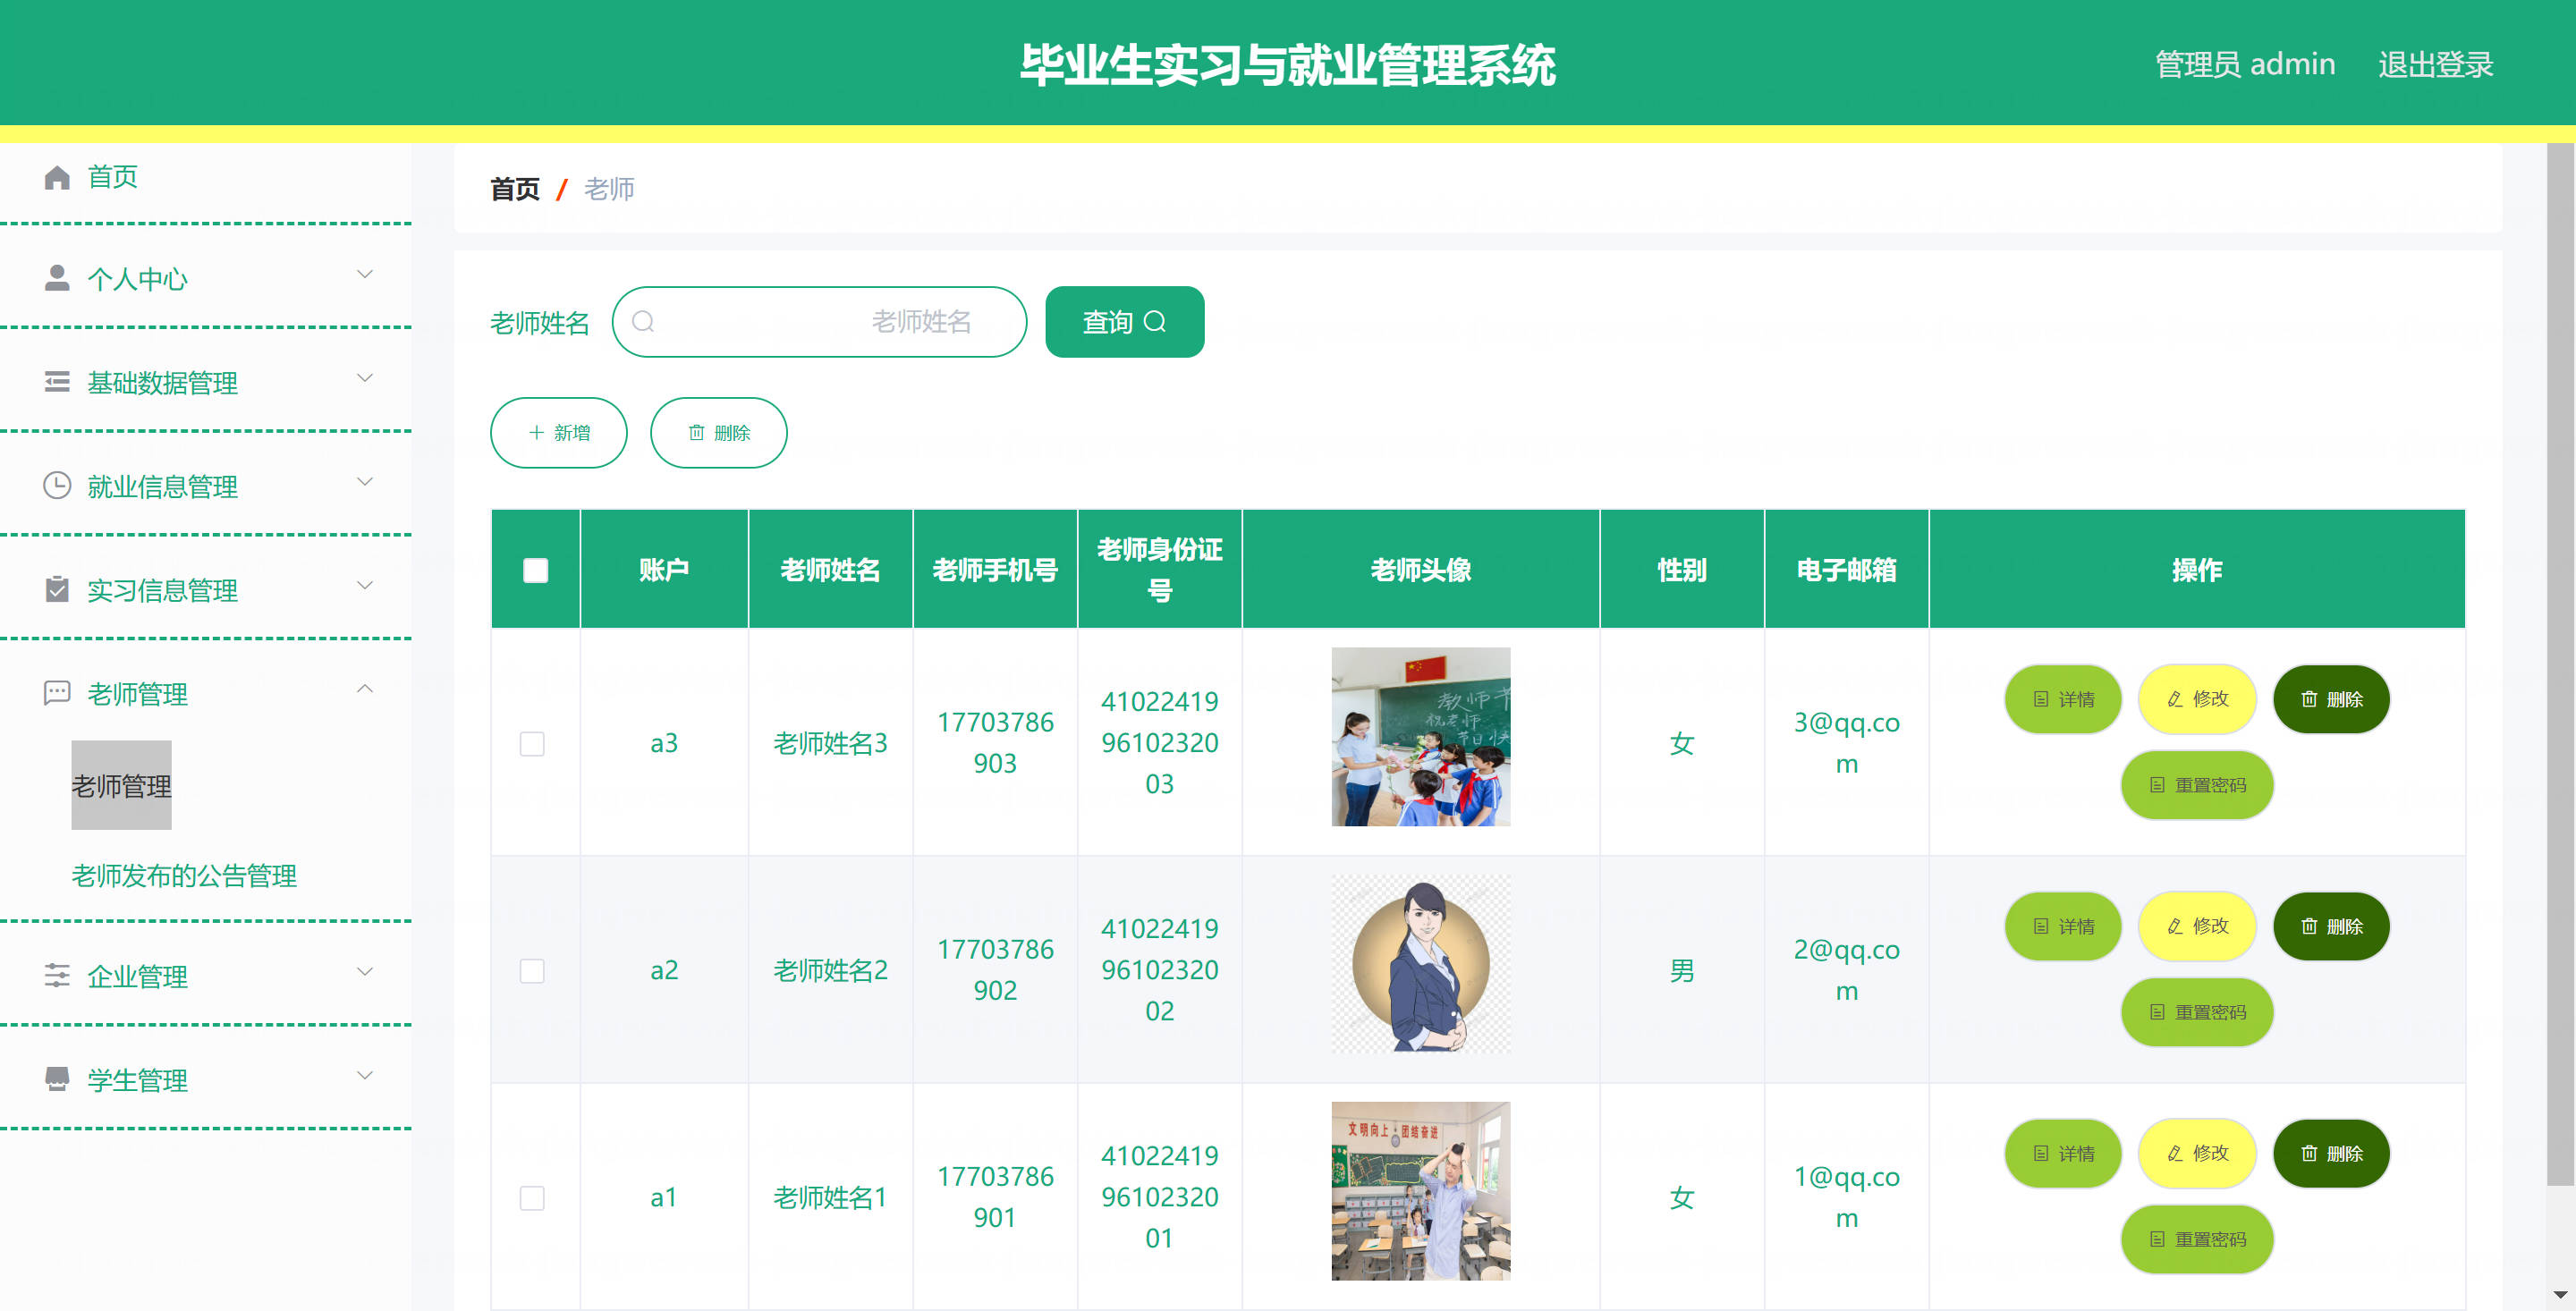 毕业生实习与就业管理系统
管理员 admin 退出登录
首页
个人中心
基础数据管理
就业信息管理
实习信息管理
老师管理
老师管理
老师发布的公告管理
企业管理
学生管理
首页 / 老师
老师姓名 老师姓名 查询
新增 删除
账户 老师姓名 老师手机号 老师身份证号 老师头像 性别 电子邮箱 操作
a3 老师姓名3 17703786903 410224199610232003 女 3@qq.com 详情 修改 删除
重置密码
a2 老师姓名2 17703786902 410224199610232002 男 2@qq.com 详情 修改 删除
重置密码
a1 老师姓名1 17703786901 410224199610232001 女 1@qq.com 详情 修改 删除
重置密码
教师节
祝老师
节日快
文明向上 团结奋进